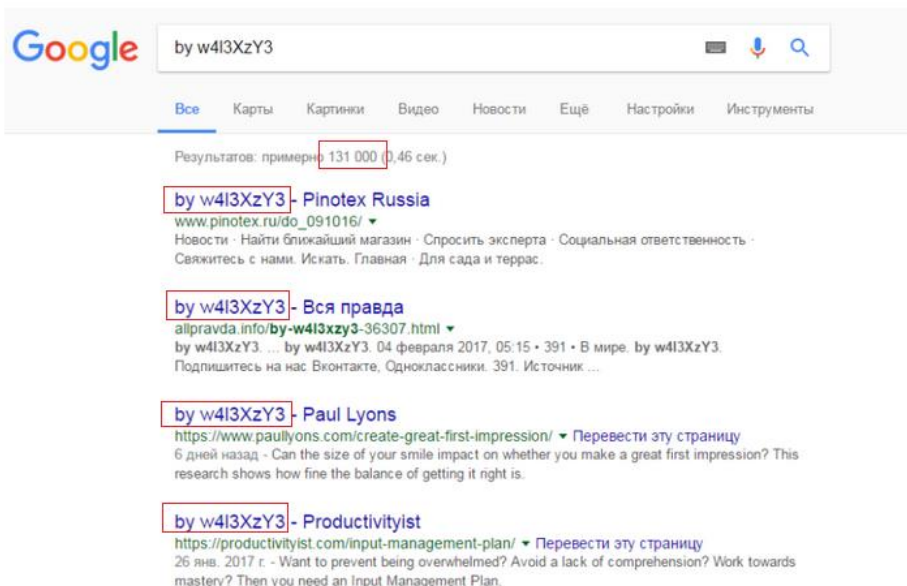 Google
by w4l3XzY3
Все Карты Картинки Видео Новости Ещё Настройки Инструменты
Результатов: примерно 131 000 (0,46 сек.)
by w4l3XzY3 - Pinotex Russia
www.pinotex.ru/do_091016/
Новости · Найти ближайший магазин · Спросить эксперта · Социальная ответственность ·
Свяжитесь с нами. Искать. Главная · Для сада и террас.
by w4l3XzY3 - Вся правда
allpravda.info/by-w4l3xzy3-36307.html
by w4l3XzY3. ... by w4l3XzY3. 04 февраля 2017, 05:15 • 391 • В мире. by w4l3XzY3.
Подпишитесь на нас Вконтакте, Одноклассники. 391. Источник ...
by w4l3XzY3 - Paul Lyons
https://www.paullyons.com/create-great-first-impression/ Перевести эту страницу
6 дней назад - Can the size of your smile impact on whether you make a great first impression? This
research shows how fine the balance of getting it right is.
by w4l3XzY3 - Productivityist
https://productivityist.com/input-management-plan/ Перевести эту страницу
26 янв. 2017 г. - Want to prevent being overwhelmed? Avoid a lack of comprehension? Work towards
mastery? Then you need an Input Management Plan.